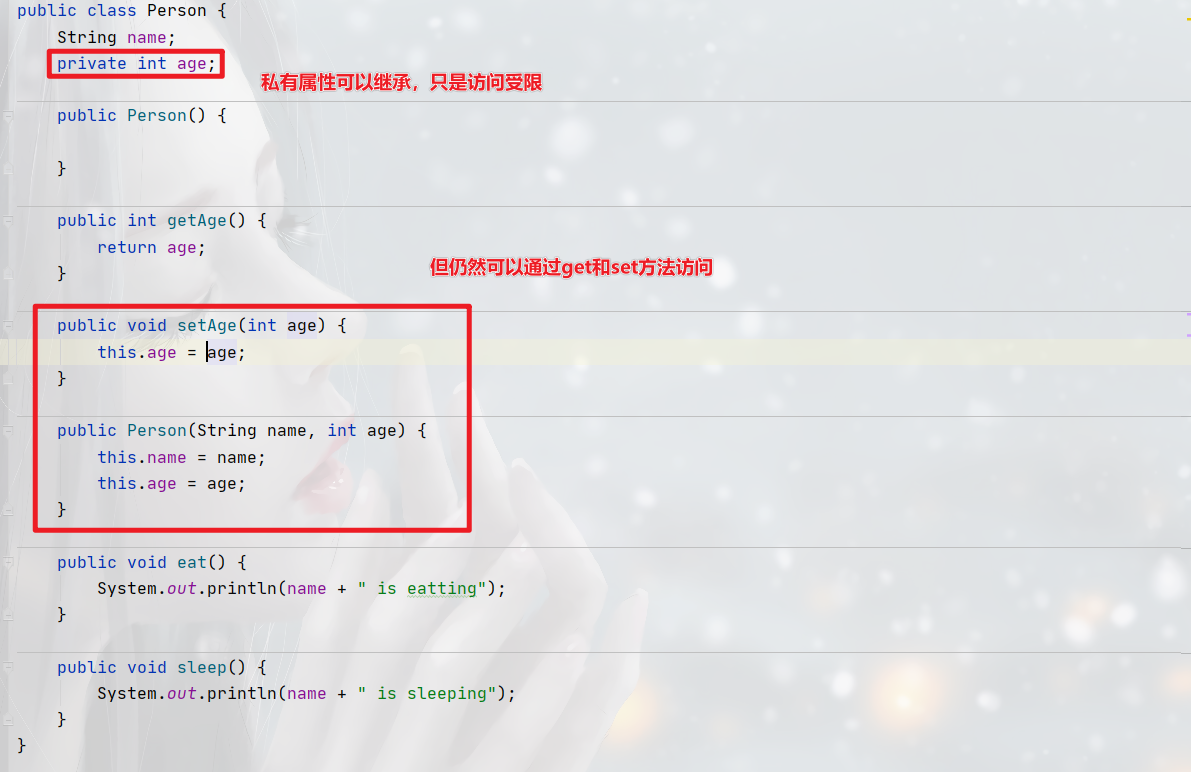 public class Person {
String name;
private int age;
私有属性可以继承，只是访问受限
public Person() {
}
public int getAge() {
return age;
但仍然可以通过get和set方法访问
}
public void setAge(int age) {
this.age = age;
}
public Person(String name, int age) {
this.name = name;
this.age = age;
}
public void eat() {
System.out.println(name + " is eatting");
}
public void sleep() {
System.out.println(name + " is sleeping");
}
}